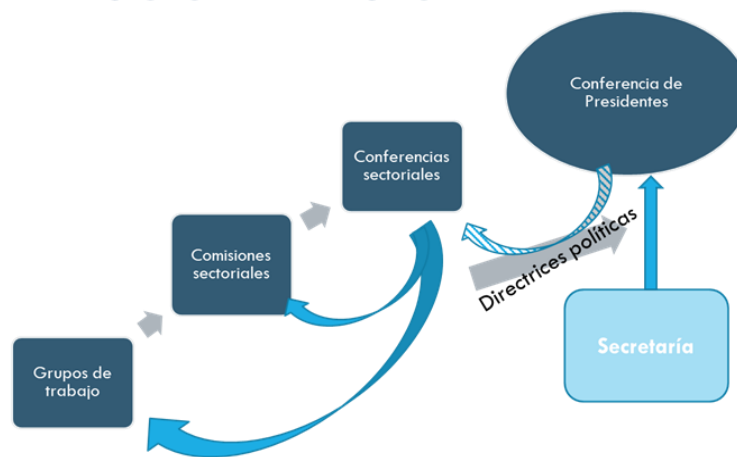 Conferencia de
Presidentes
Conferencias
sectoriales
Comisiones
sectoriales
Directrices políticas
Secretaría
Grupos de
trabajo